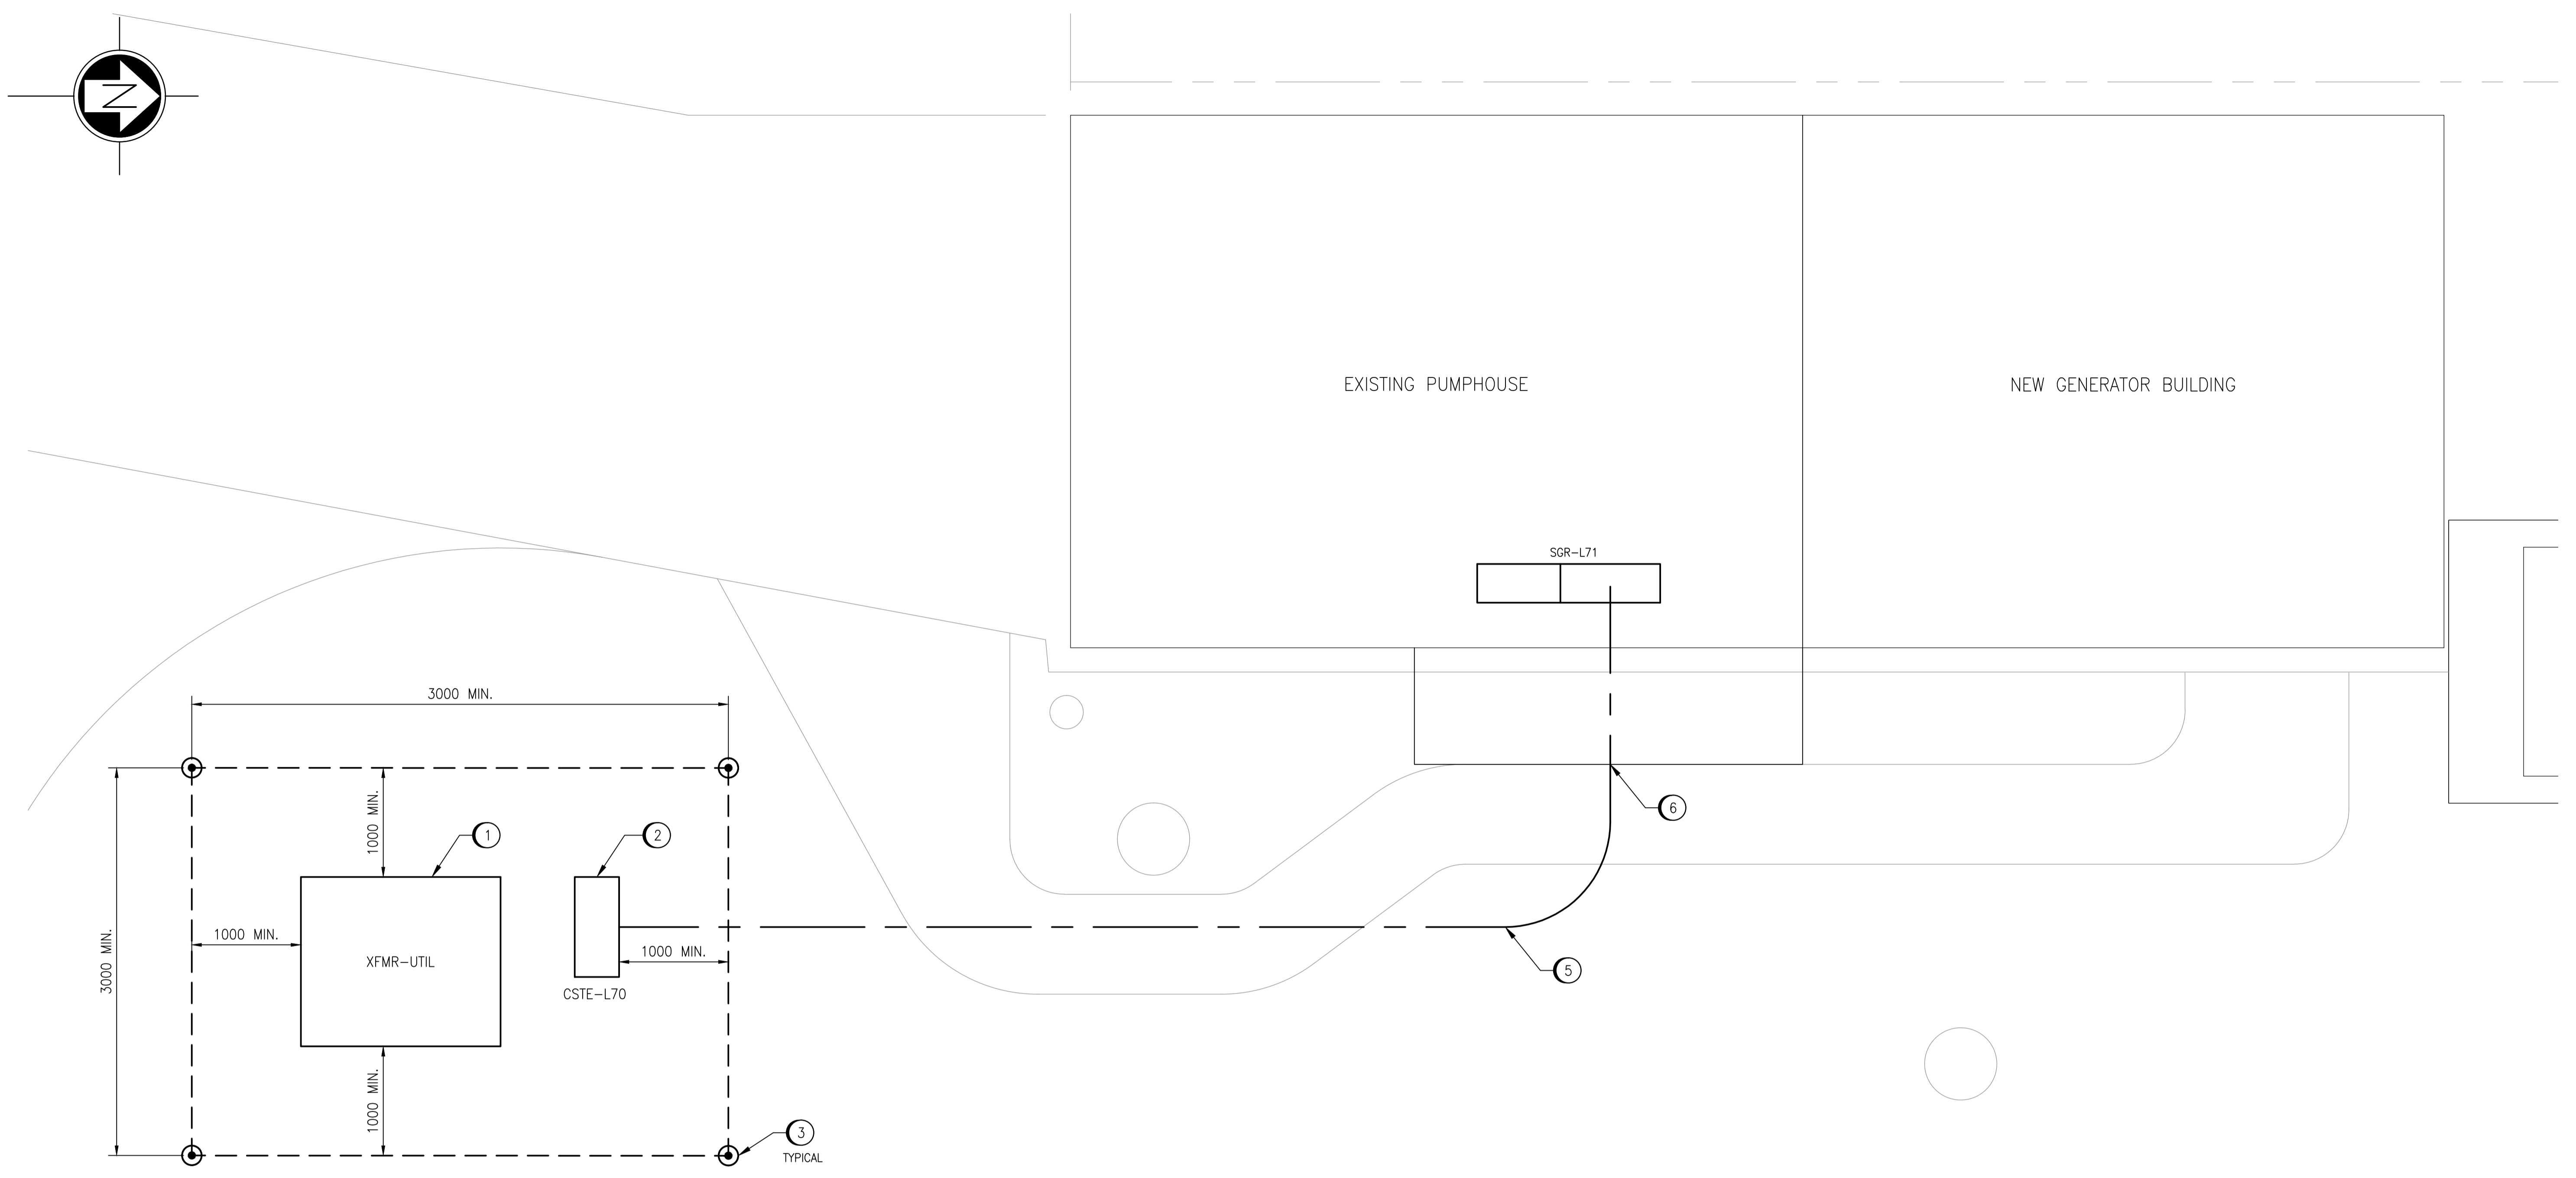 N
EXISTING PUMPHOUSE
NEW GENERATOR BUILDING
SGR-L71
3000 MIN.
1000 MIN.
1
2
6
3000 MIN.
1000 MIN.
XFMR-UTIL
1000 MIN.
CSTE-L70
5
1000 MIN.
3
TYPICAL